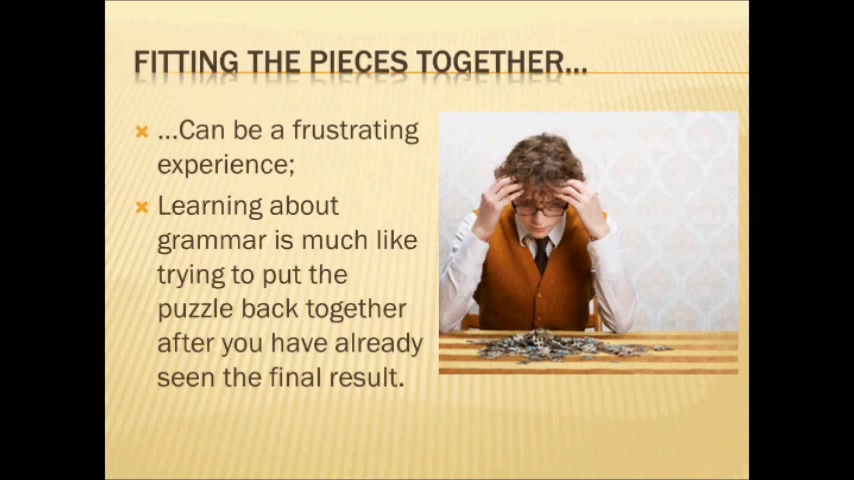 FITTING THE PIECES TOGETHER...
...Can be a frustrating
experience;
Learning about
grammar is much like
trying to put the
puzzle back together
after you have already
seen the final result.